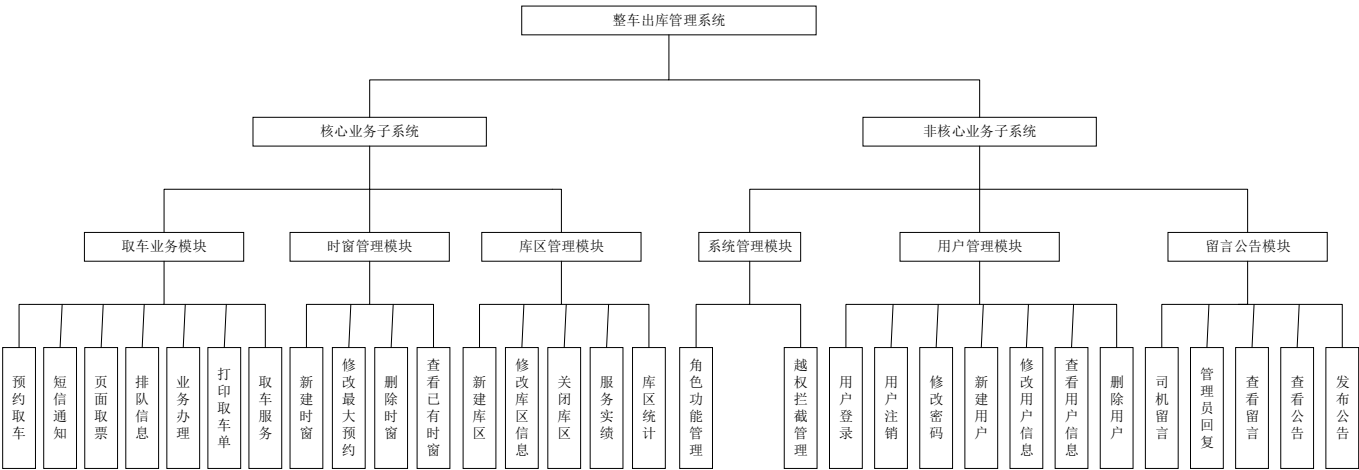 整车出库管理系统
核心业务子系统
非核心业务子系统
取车业务模块
时窗管理模块
库区管理模块
系统管理模块
用户管理模块
留言公告模块
预约取车
短信通知
页面取票
排队信息
业务办理
打印取车单
取车服务
新建时窗
修改最大预约
删除时窗
查看已有时窗
新建库区
修改库区信息
关闭库区
服务实绩
库区统计
角色功能管理
越权拦截管理
用户登录
用户注销
修改密码
新建用户
修改用户信息
查看用户信息
删除用户
司机留言
管理员回复
查看留言
查看公告
发布公告